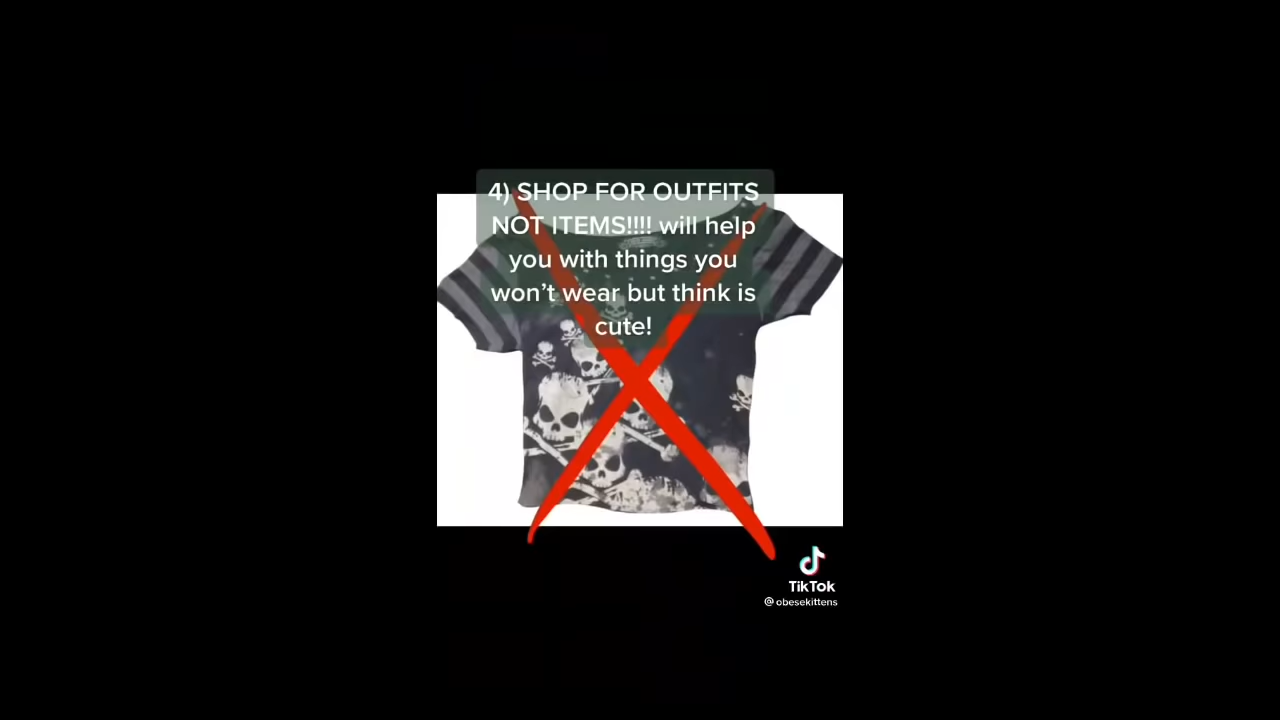 4) SHOP FOR OUTFITS
NOT ITEMS!!!! will help
you with things you
won't wear but think is
cute!
TikTok
@obesekittens